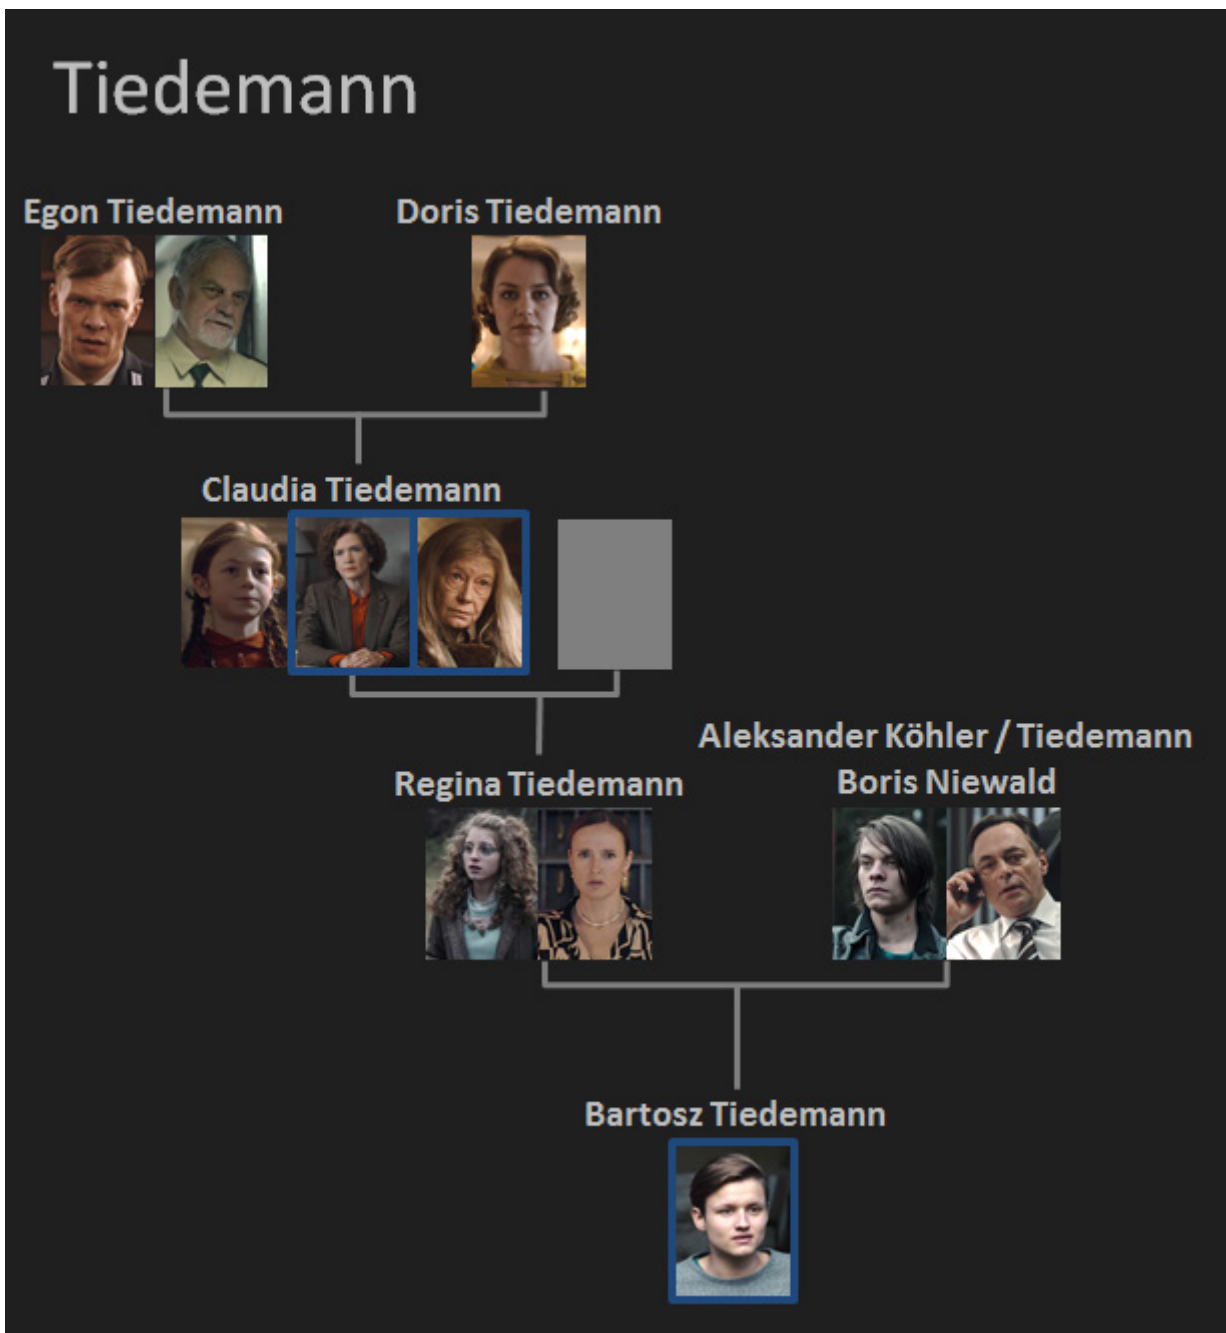 Tiedemann
Egon Tiedemann
Doris Tiedemann
Claudia Tiedemann
Aleksander Köhler / Tiedemann
Boris Niewald
Regina Tiedemann
Bartosz Tiedemann